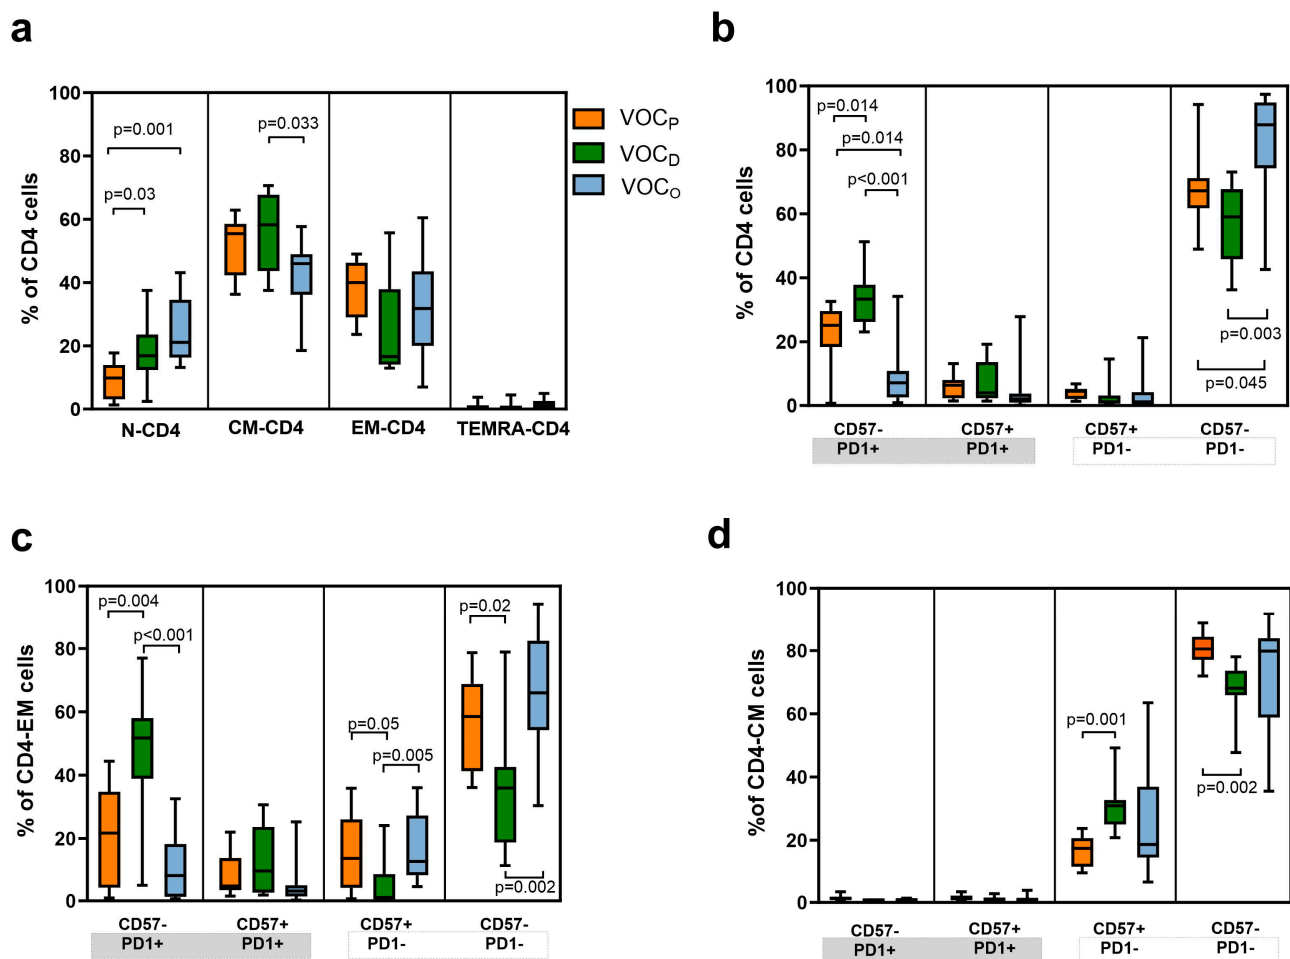 a
% of CD4 cells
100
80
60
40
20
0
p=0.001
p=0.03
p=0.033
N-CD4 CM-CD4 EM-CD4 TEMRA-CD4
VOCP
VOCD
VOCO
b
% of CD4 cells
100
80
60
40
20
0
p=0.014
p=0.014
p<0.001
p=0.003
p=0.045
CD57- CD57+ CD57+ CD57-
PD1+ PD1+ PD1- PD1-
c
% of CD4-EM cells
100
80
60
40
20
0
p=0.004
p<0.001
p=0.05
p=0.005
p=0.02
p=0.002
CD57- CD57+ CD57+ CD57-
PD1+ PD1+ PD1- PD1-
d
%of CD4-CM cells
100
80
60
40
20
0
p=0.001
p=0.002
CD57- CD57+ CD57+ CD57-
PD1+ PD1+ PD1- PD1-